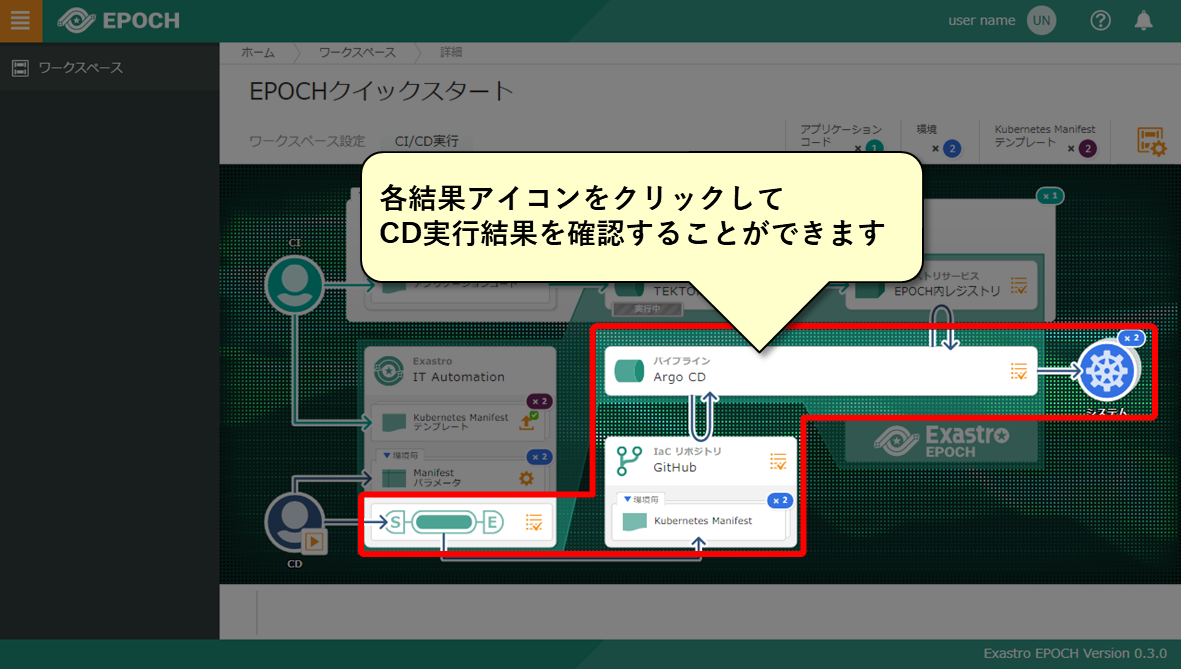 EPOCH
user name
UN
ワークスペース
ホーム
ワークスペース
詳細
EPOCHクイックスタート
ワークスペース設定
CI/CD実行
アプリケーション
コード
× 1
環境
× 2
Kubernetes Manifest
テンプレート
× 2
各結果アイコンをクリックして
CD実行結果を確認することができます
× 1
CI
アプリケーションコード
TEKTO
実行中
トリサービス
EPOCH内レジストリ
Exastro
IT Automation
× 2
Kubernetes Manifest
テンプレート
▼環境毎
× 2
Manifest
パラメータ
S
E
CD
パイプライン
Argo CD
× 2
システム
IaC リポジトリ
GitHub
▼環境毎
× 2
Kubernetes Manifest
Exastro
EPOCH
Exastro EPOCH Version 0.3.0